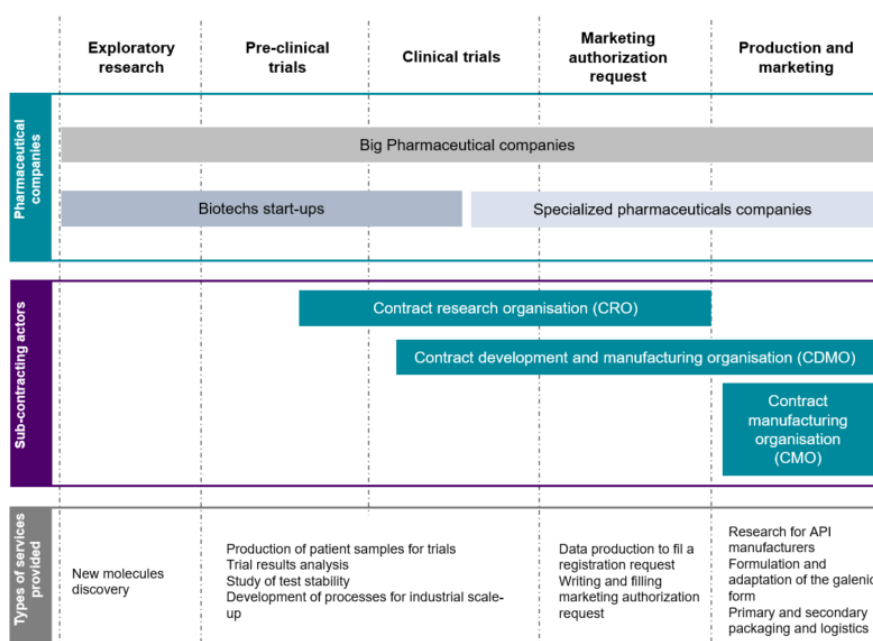 Exploratory
research
Pre-clinical
trials
Clinical trials
Marketing
authorization
request
Production and
marketing
Pharmaceutical
companies
Big Pharmaceutical companies
Biotechs start-ups
Specialized pharmaceuticals companies
Sub-contracting actors
Contract research organisation (CRO)
Contract development and manufacturing organisation (CDMO)
Contract
manufacturing
organisation
(CMO)
Types of services
provided
New molecules
discovery
Production of patient samples for trials
Trial results analysis
Study of test stability
Development of processes for industrial scale-
up
Data production to fil a
registration request
Writing and filling
marketing authorization
request
Research for API
manufacturers
Formulation and
adaptation of the galenic
form
Primary and secondary
packaging and logistics